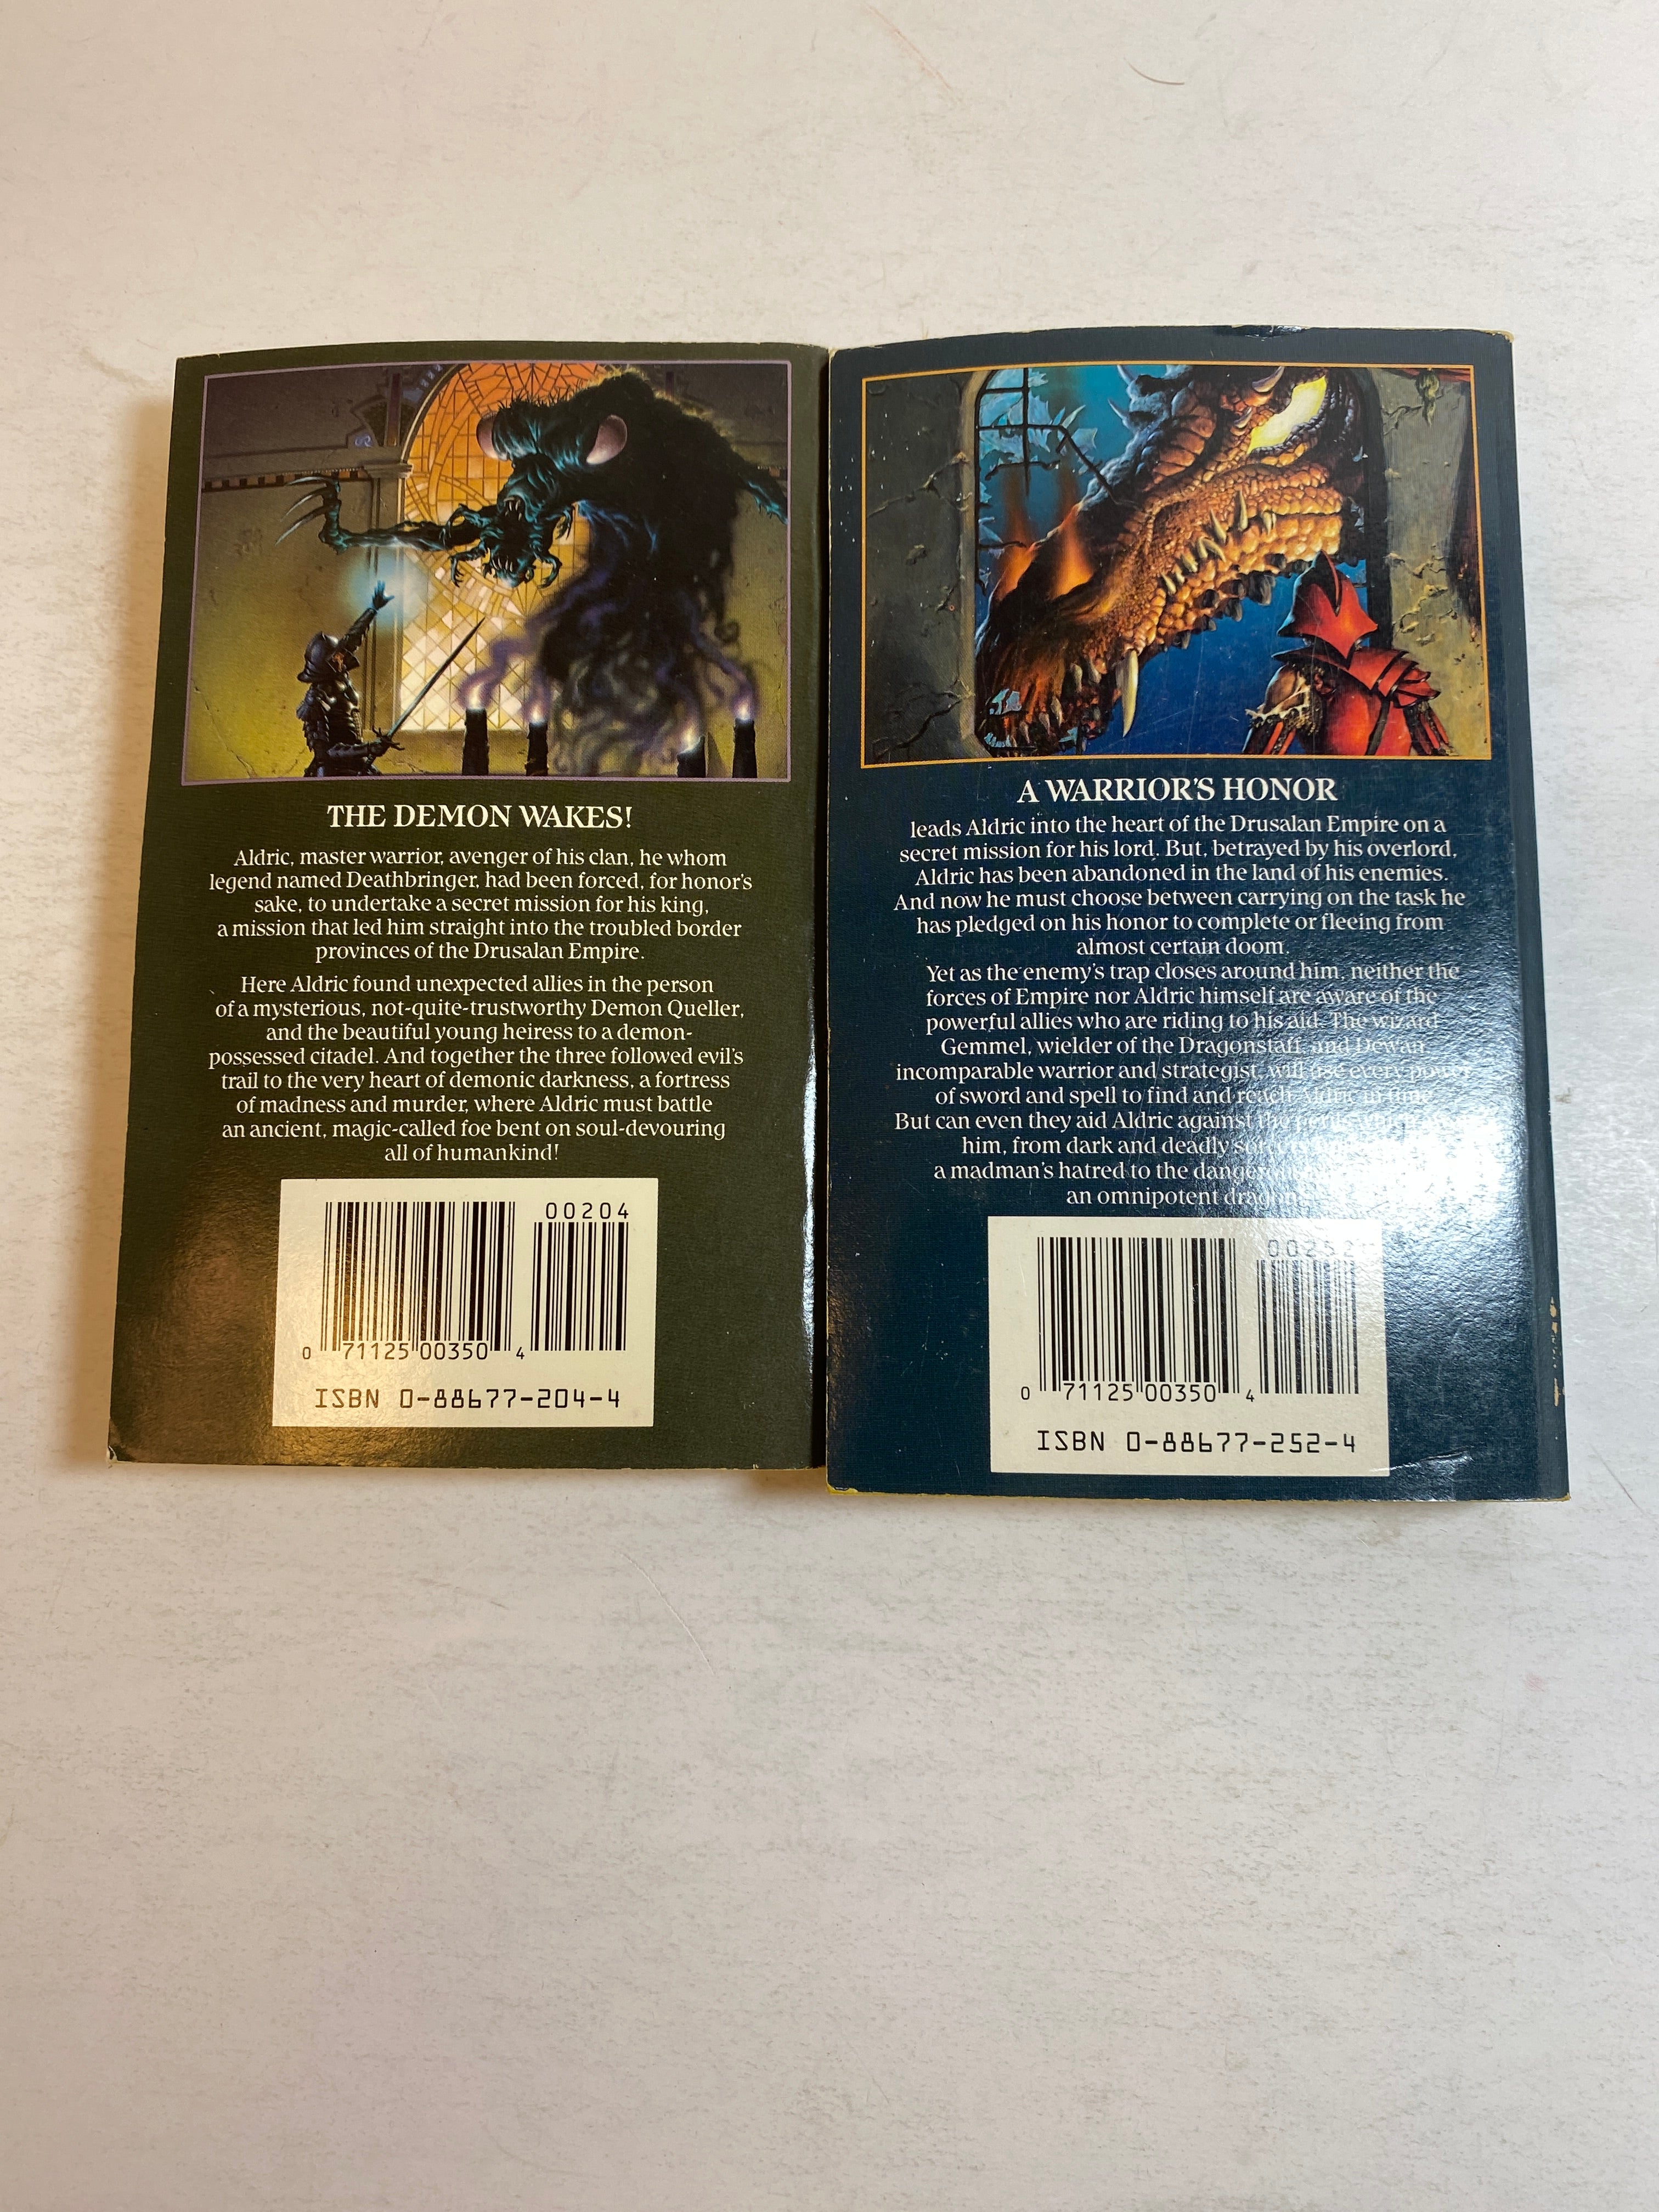 THE DEMON WAKES!
Aldric, master warrior, avenger of his clan, he whom
legend named Deathbringer, had been forced, for honor's
sake, to undertake a secret mission for his king,
a mission that led him straight into the troubled border
provinces of the Drusalan Empire.
Here Aldric found unexpected allies in the person
of a mysterious, not-quite-trustworthy Demon Queller,
and the beautiful young heiress to a demon-
possessed citadel. And together the three followed evil's
trail to the very heart of demonic darkness, a fortress
of madness and murder, where Aldric must battle
an ancient, magic-called foe bent on soul-devouring
all of humankind!
00204
0 71125 00350 4
ISBN 0-88677-204-4
A WARRIOR'S HONOR
leads Aldric into the heart of the Drusalan Empire on a
secret mission for his lord. But, betrayed by his overlord,
Aldric has been abandoned in the land of his enemies.
And now he must choose between carrying on the task he
has pledged on his honor to complete or fleeing from
almost certain doom.
Yet as the enemy's trap closes around him, neither the
forces of Empire nor Aldric himself are aware of the
powerful allies who are riding to his aid. The wizard
Gemmel, wielder of the Dragonstaff, and Dewan,
incomparable warrior and strategist, will use every power
of sword and spell to find and reach Aldric in time.
But can even they aid Aldric against the
him, from dark and deadly
a madman's hatred to the
an omnipotent
00252
0 71125 00350 4
ISBN 0-88677-252-4